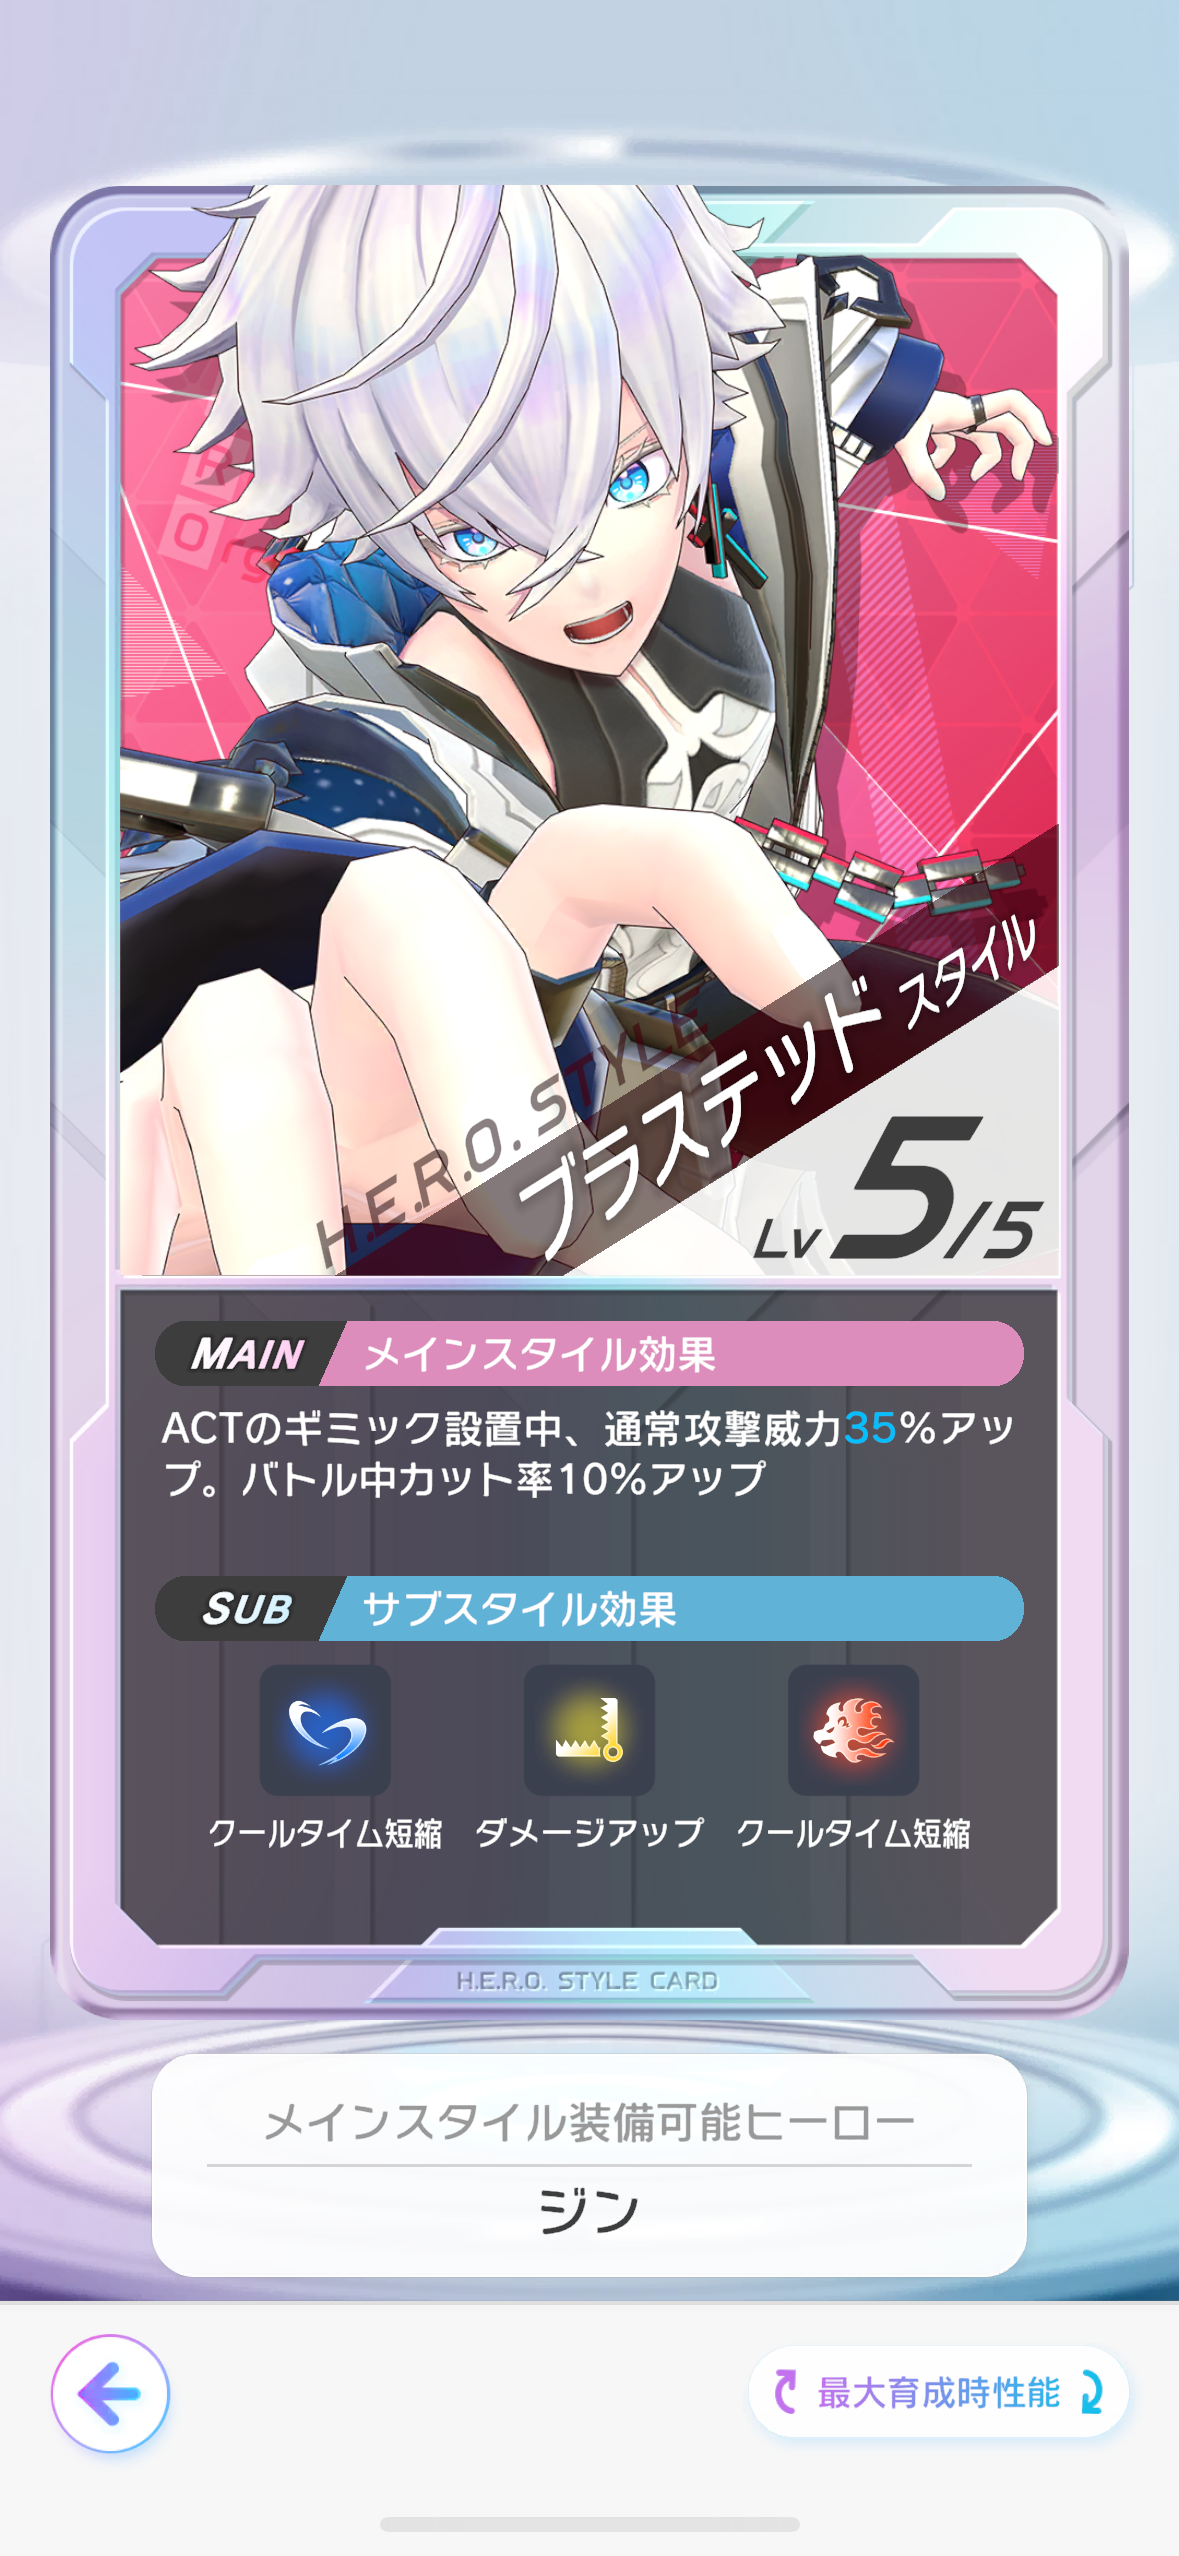 R
Org
H.E.R.O. STYLE
ブラステッド スタイル
Lv 5/5
MAIN メインスタイル効果
ACTのギミック設置中、通常攻撃威力35%アッ
プ。バトル中カット率10%アップ
SUB サブスタイル効果
クールタイム短縮 ダメージアップ クールタイム短縮
H.E.R.O. STYLE CARD
メインスタイル装備可能ヒーロー
ジン
最大育成時性能